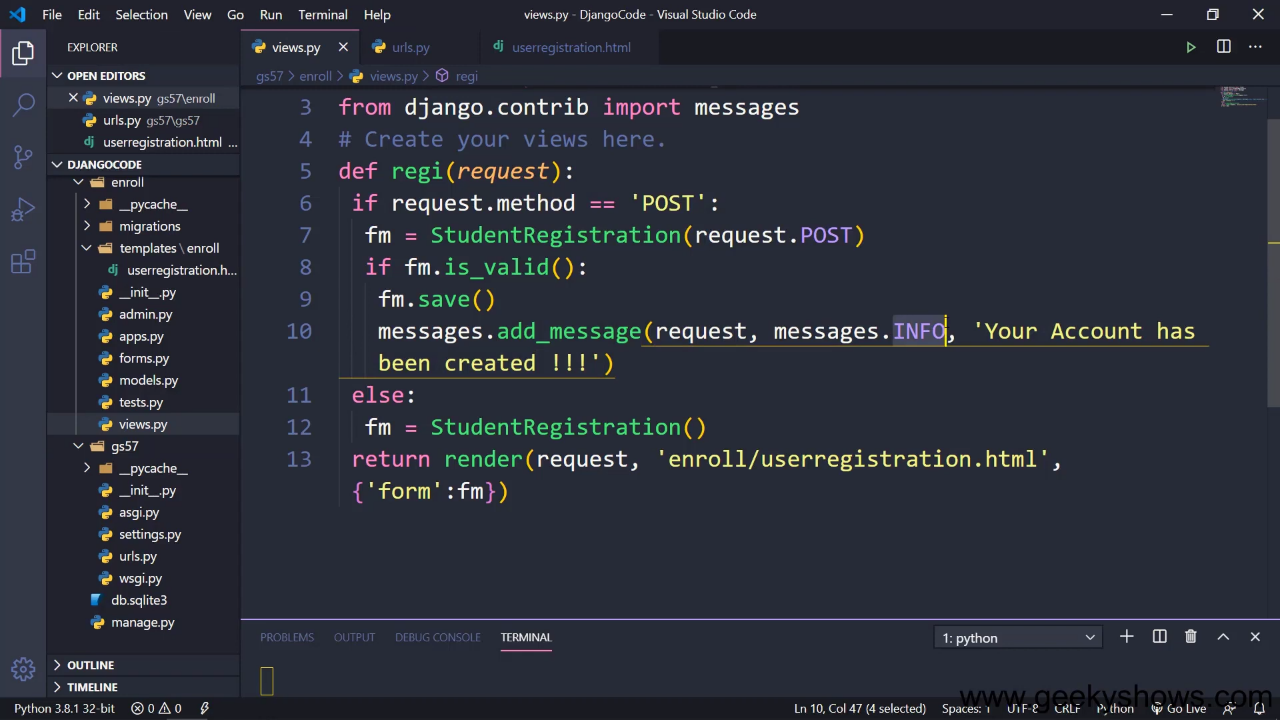 File Edit Selection View Go Run Terminal Help
views.py - DjangoCode - Visual Studio Code
EXPLORER
OPEN EDITORS
views.py gs57\enroll
urls.py gs57\gs57
userregistration.html ...
DJANGOCODE
enroll
__pycache__
migrations
templates \ enroll
userregistration.h...
__init__.py
admin.py
apps.py
forms.py
models.py
tests.py
views.py
gs57
__pycache__
__init__.py
asgi.py
settings.py
urls.py
wsgi.py
db.sqlite3
manage.py
OUTLINE
TIMELINE
views.py urls.py userregistration.html
gs57 > enroll > views.py > regi
3 from django.contrib import messages
4 # Create your views here.
5 def regi(request):
6 if request.method == 'POST':
7 fm = StudentRegistration(request.POST)
8 if fm.is_valid():
9 fm.save()
10 messages.add_message(request, messages.INFO, 'Your Account has
been created !!!')
11 else:
12 fm = StudentRegistration()
13 return render(request, 'enroll/userregistration.html',
{'form':fm})
PROBLEMS OUTPUT DEBUG CONSOLE TERMINAL
1: python
www.geekyshows.com
Python 3.8.1 32-bit 0 0 Ln 10, Col 47 (4 selected) Spaces: 1 UTF-8 CRLF Python Go Live